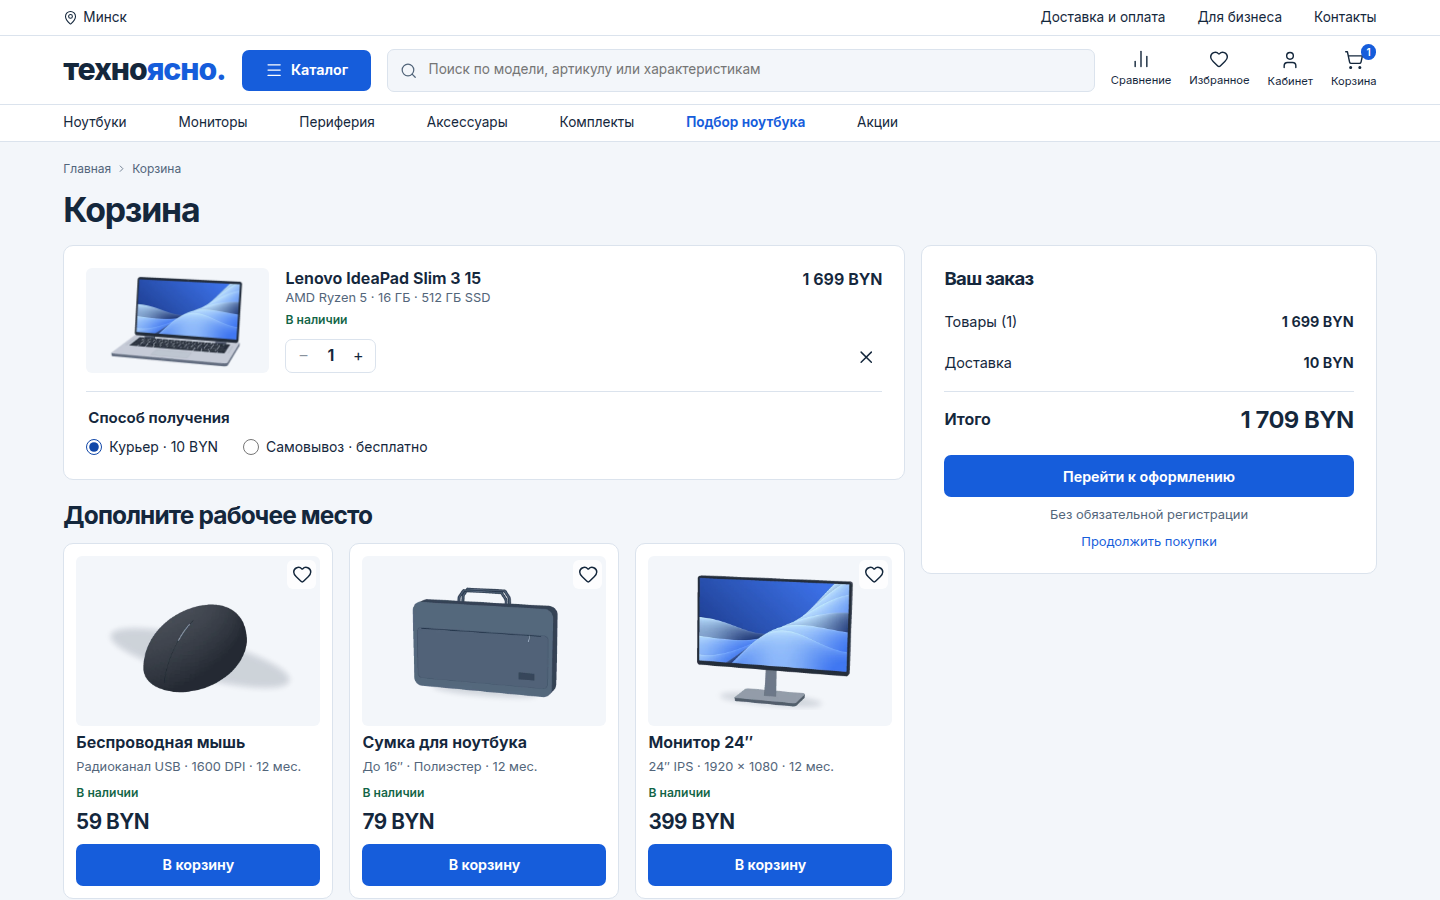 Минск
Доставка и оплата
Для бизнеса
Контакты
техноясно.
Каталог
Поиск по модели, артикулу или характеристикам
Сравнение
Избранное
Кабинет
1
Корзина
Ноутбуки
Мониторы
Периферия
Аксессуары
Комплекты
Подбор ноутбука
Акции
Главная > Корзина
Корзина
Lenovo IdeaPad Slim 3 15
1 699 BYN
AMD Ryzen 5 · 16 ГБ · 512 ГБ SSD
В наличии
− 1 +
Способ получения
Курьер · 10 BYN
Самовывоз · бесплатно
Ваш заказ
Товары (1)
1 699 BYN
Доставка
10 BYN
Итого
1 709 BYN
Перейти к оформлению
Без обязательной регистрации
Продолжить покупки
Дополните рабочее место
Беспроводная мышь
Радиоканал USB · 1600 DPI · 12 мес.
В наличии
59 BYN
В корзину
Сумка для ноутбука
До 16″ · Полиэстер · 12 мес.
В наличии
79 BYN
В корзину
Монитор 24″
24″ IPS · 1920 × 1080 · 12 мес.
В наличии
399 BYN
В корзину